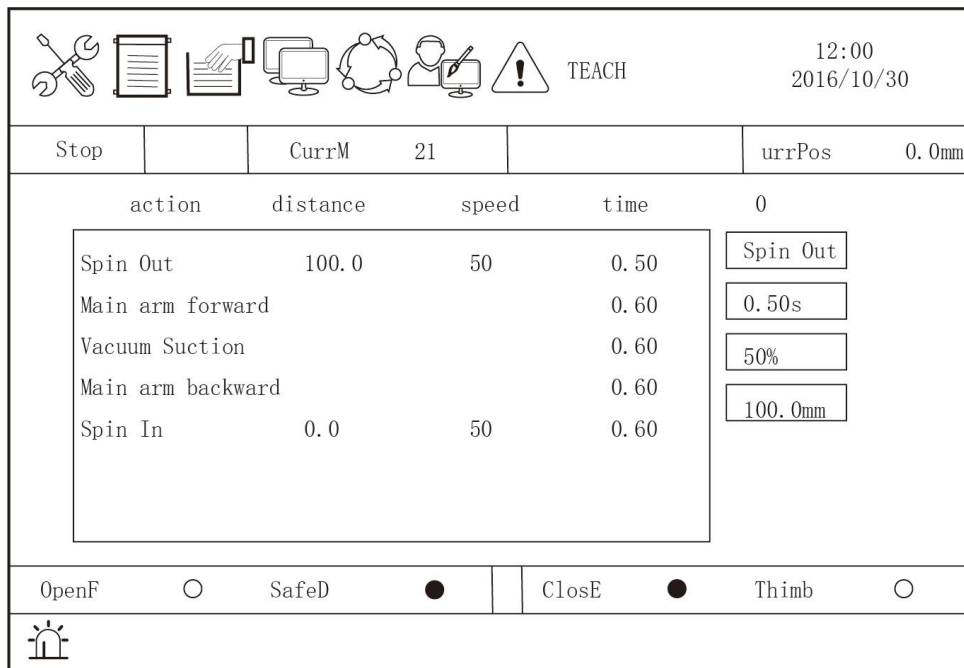 TEACH
12:00
2016/10/30
Stop CurrM 21 urrPos 0.0mm
action distance speed time 0
Spin Out 100.0 50 0.50
Main arm forward 0.60
Vacuum Suction 0.60
Main arm backward 0.60
Spin In 0.0 50 0.60
Spin Out
0.50s
50%
100.0mm
OpenF SafeD ClosE Thimb